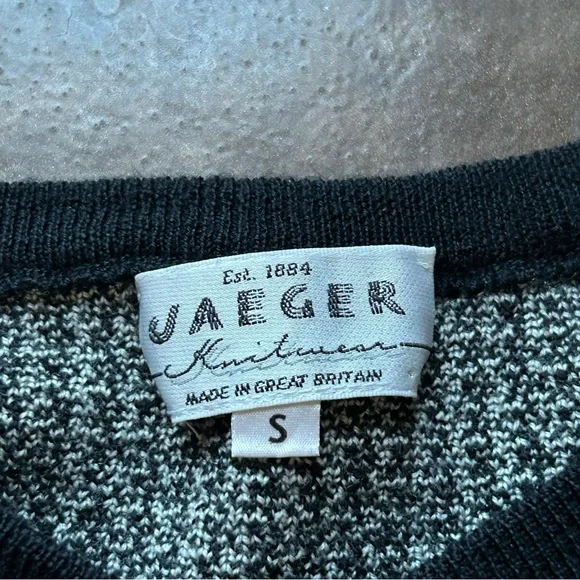 Est. 1884
JAEGER
Knitwear
MADE IN GREAT BRITAIN
S